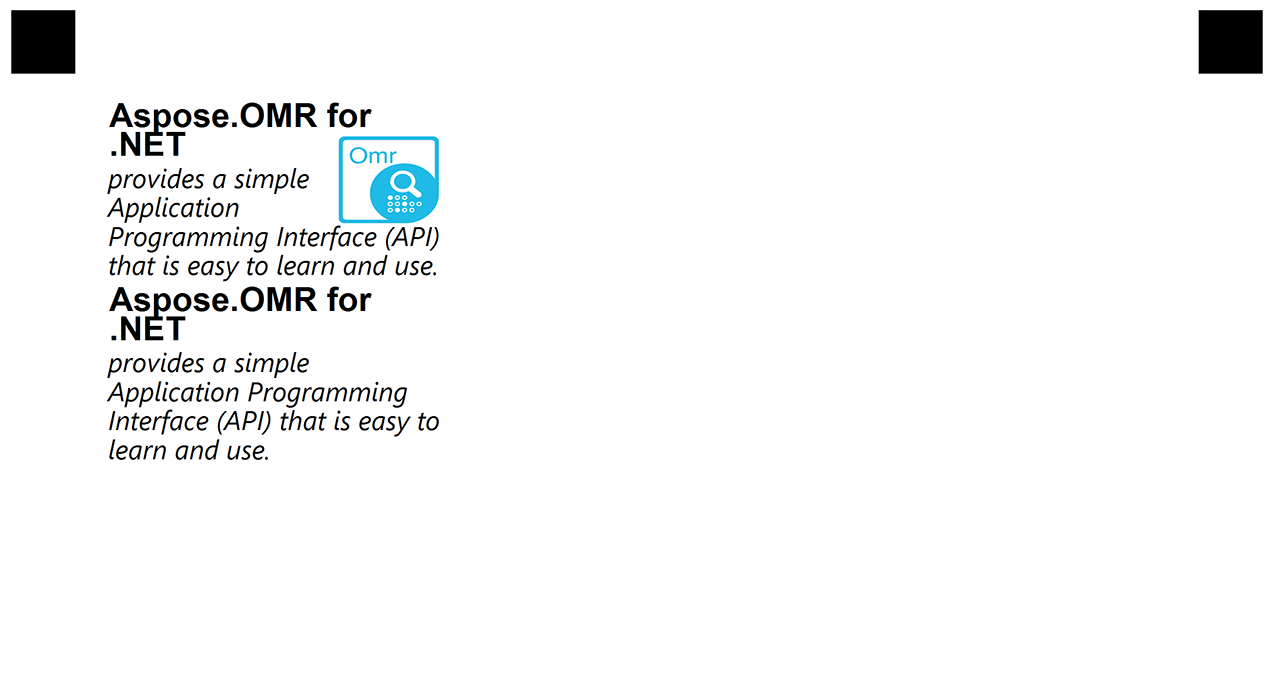 Aspose.OMR for
.NET
Omr
provides a simple
Application
Programming Interface (API)
that is easy to learn and use.
Aspose.OMR for
.NET
provides a simple
Application Programming
Interface (API) that is easy to
learn and use.